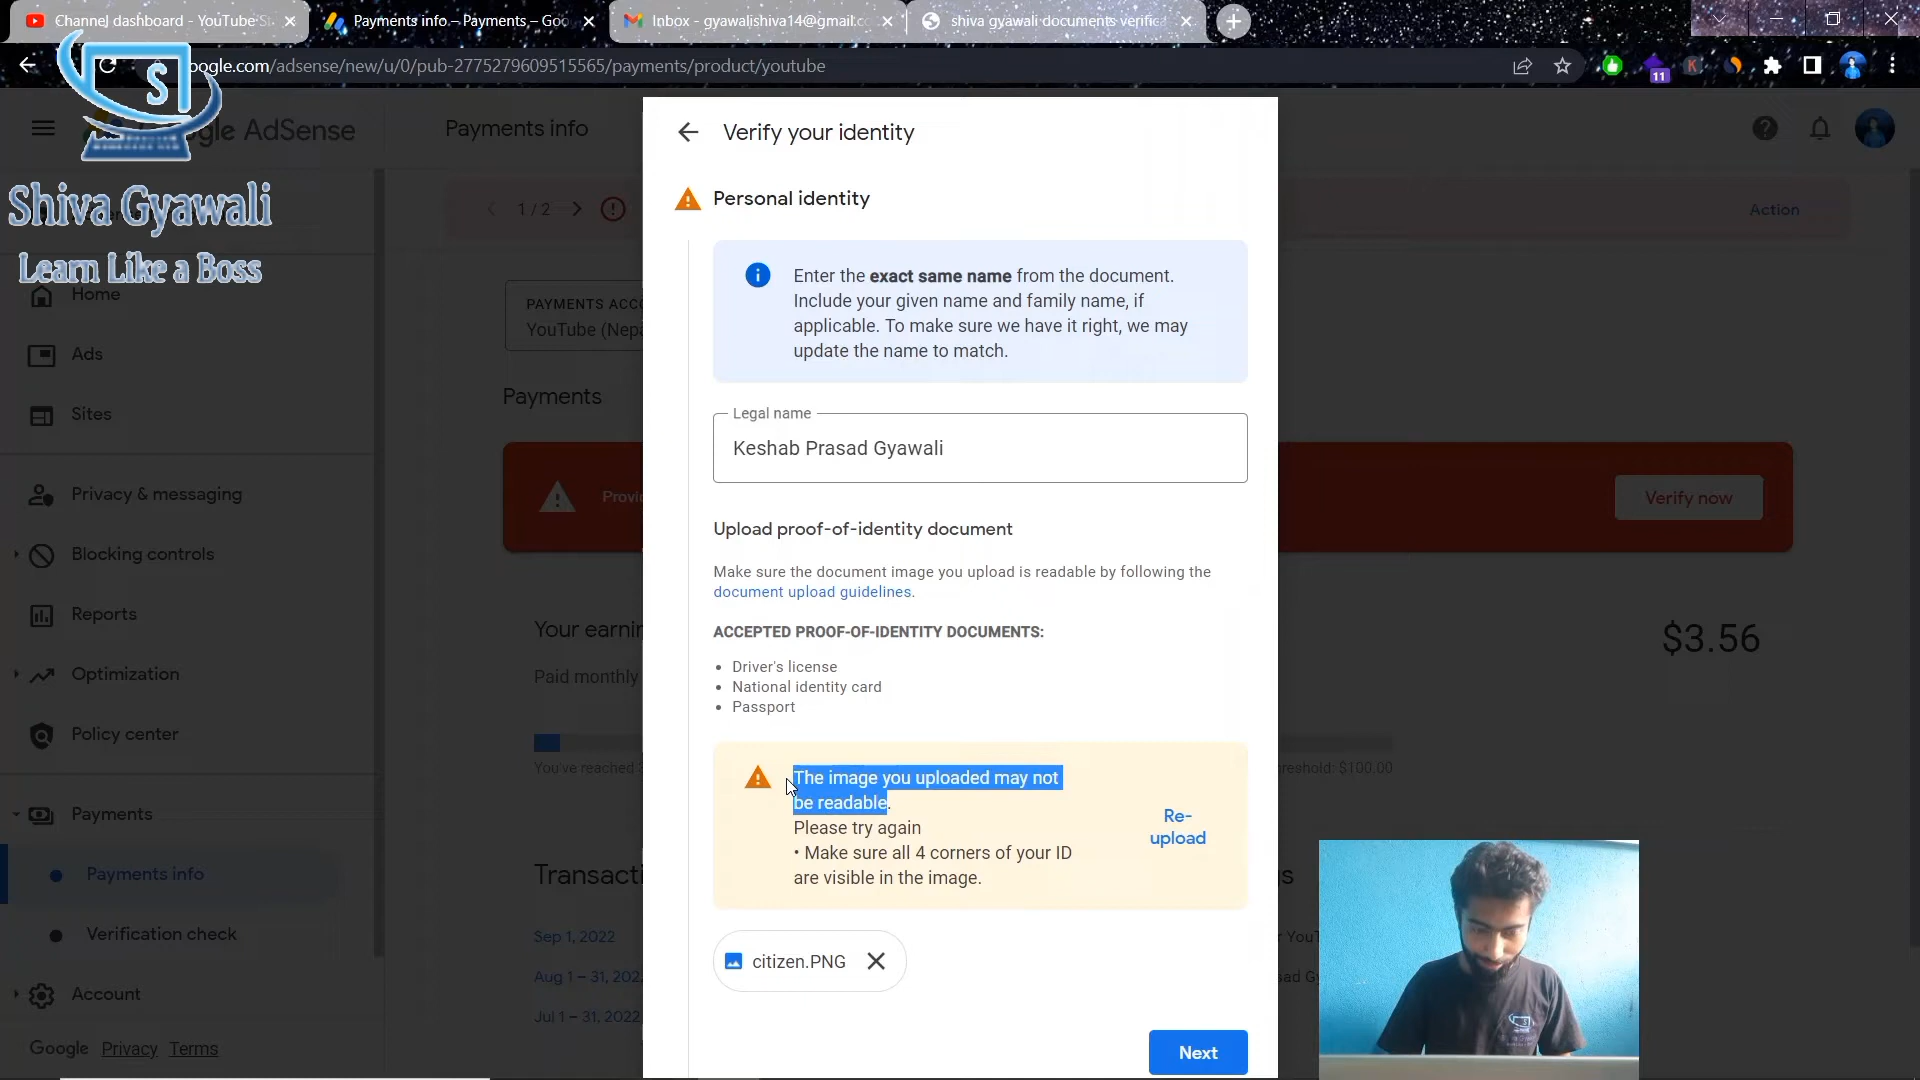 Channel dashboard - YouTube St
Payments info – Payments – Goo
Inbox - gyawalishiva14@gmail.c
shiva gyawali documents verific
oogle.com/adsense/new/u/0/pub-2775279609515565/payments/product/youtube
11
S
Shiva Gyawali
Learn Like a Boss
gle AdSense
Payments info
1 / 2
Action
Home
Ads
Sites
Privacy & messaging
Blocking controls
Reports
Optimization
Policy center
Payments
Payments info
Verification check
Account
Google Privacy Terms
PAYMENTS ACCO
YouTube (Nepa
Payments
Provi
Verify now
Your earnin
Paid monthly
$3.56
You've reached
reshold: $100.00
Transacti
gs
Sep 1, 2022
Aug 1 – 31, 202
Jul 1 – 31, 2022
r YouT
sad Gy
Verify your identity
Personal identity
Enter the exact same name from the document.
Include your given name and family name, if
applicable. To make sure we have it right, we may
update the name to match.
Legal name
Keshab Prasad Gyawali
Upload proof-of-identity document
Make sure the document image you upload is readable by following the
document upload guidelines.
ACCEPTED PROOF-OF-IDENTITY DOCUMENTS:
• Driver's license
• National identity card
• Passport
The image you uploaded may not
be readable.
Please try again
• Make sure all 4 corners of your ID
are visible in the image.
Re-
upload
citizen.PNG
Next